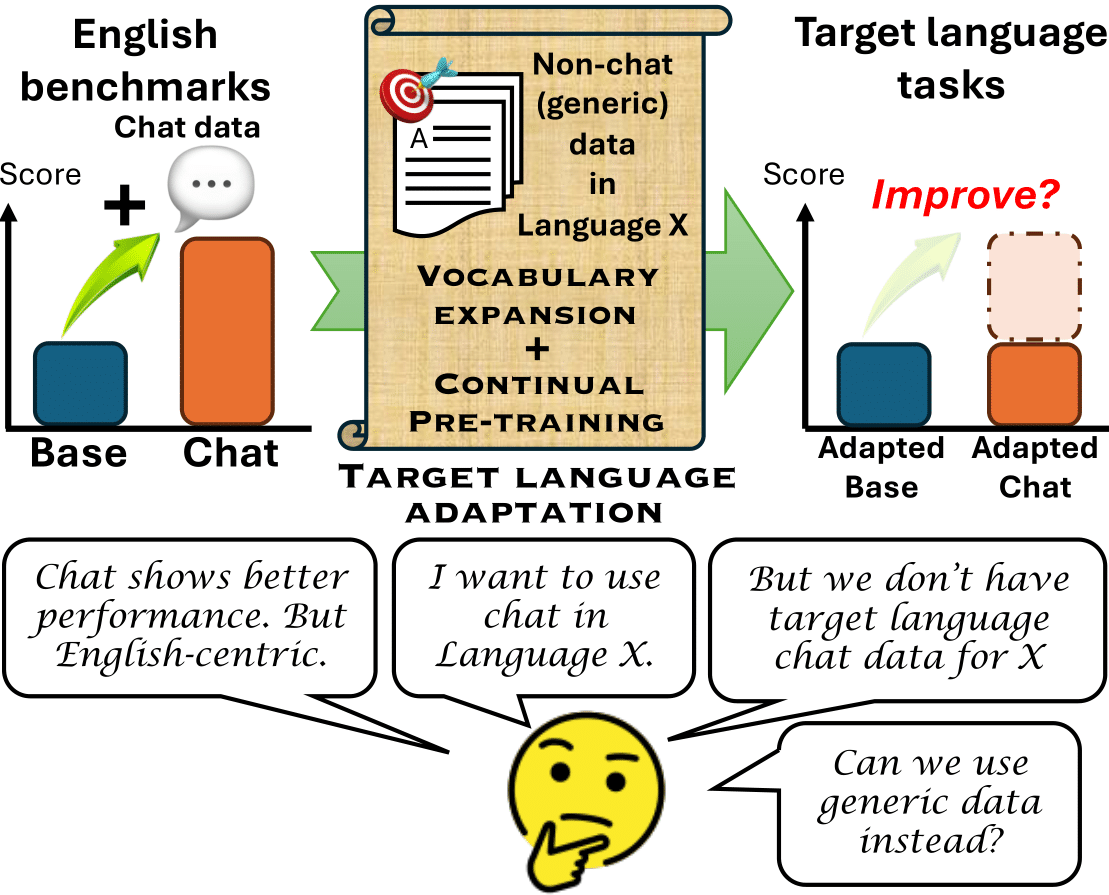 English
benchmarks
Chat data
Score
+
Base
Chat
A
Non-chat
(generic)
data
in
Language X
VOCABULARY
EXPANSION
+
CONTINUAL
PRE-TRAINING
TARGET LANGUAGE
ADAPTATION
Target language
tasks
Score
Improve?
Adapted
Base
Adapted
Chat
Chat shows better
performance. But
English-centric.
I want to use
chat in
Language X.
But we don't have
target language
chat data for X
Can we use
generic data
instead?